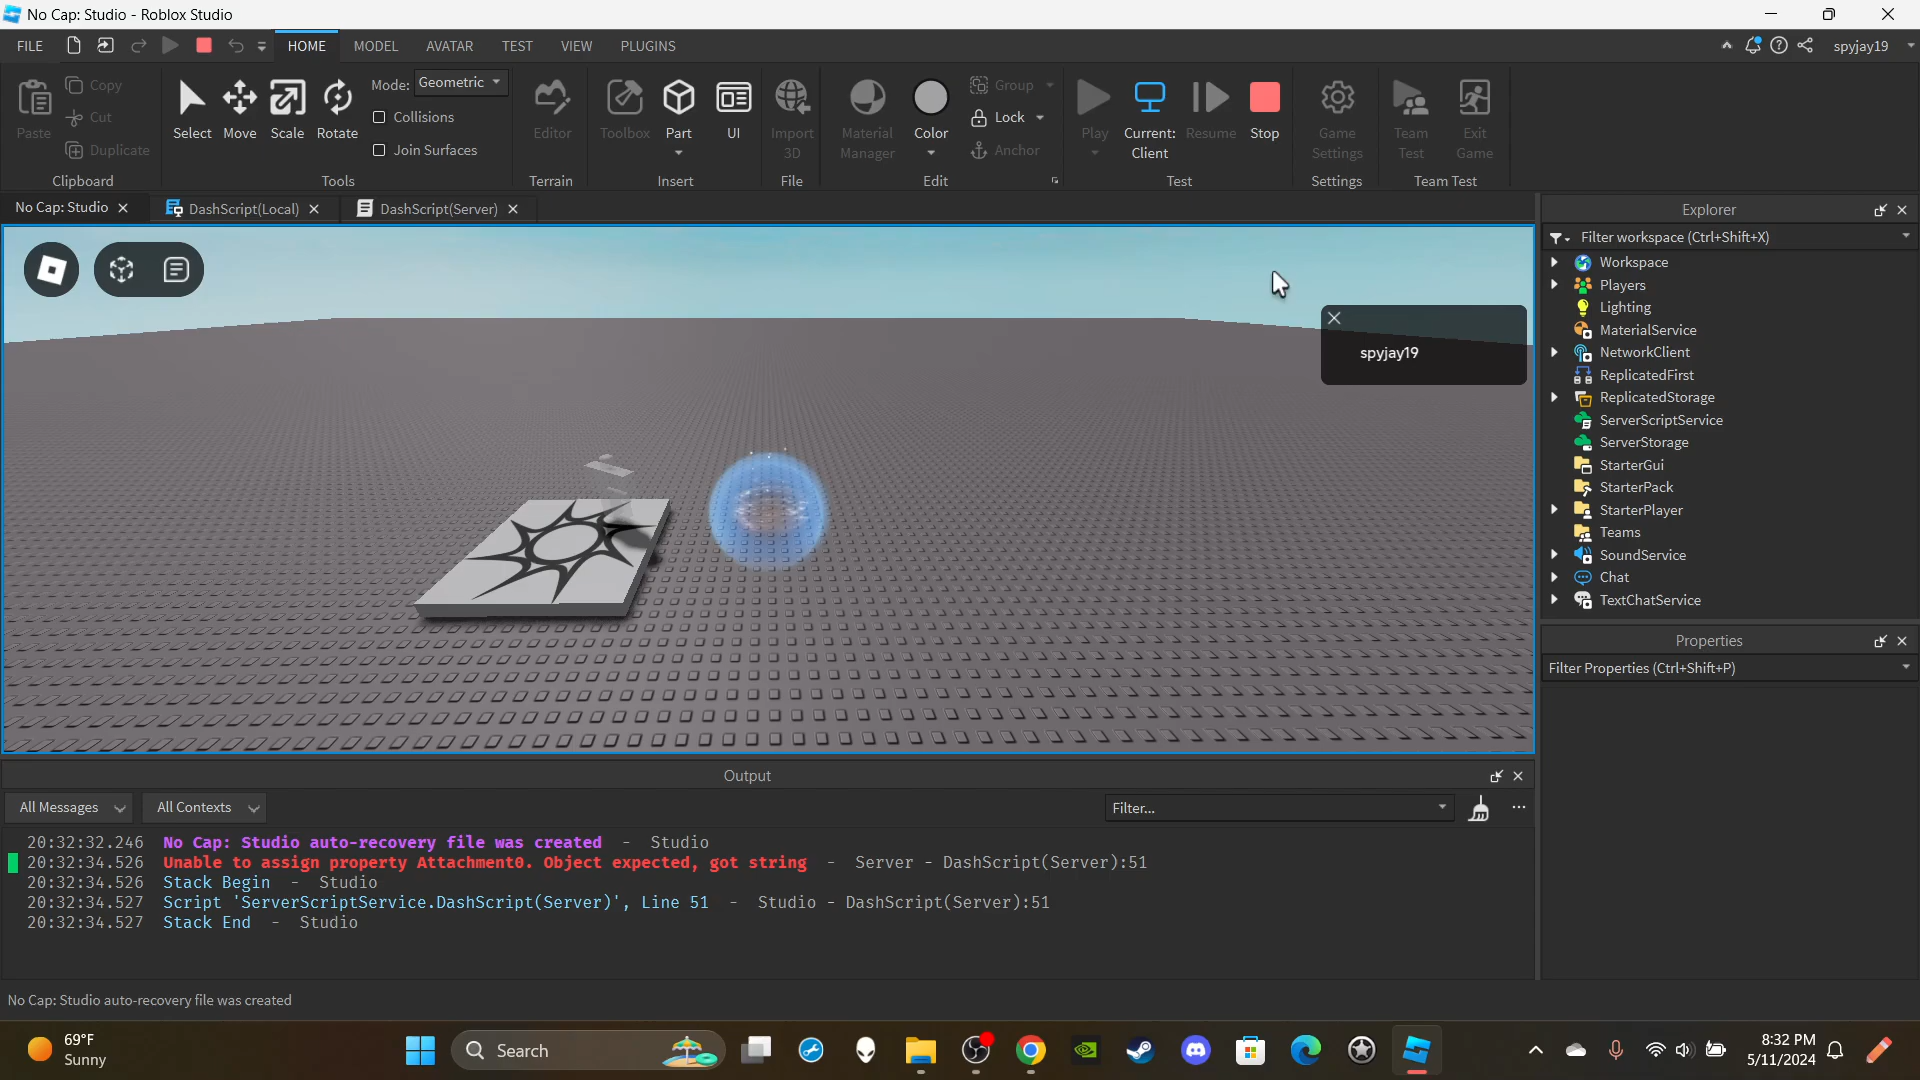 No Cap: Studio - Roblox Studio
FILE HOME MODEL AVATAR TEST VIEW PLUGINS spyjay19
Paste Copy Cut Duplicate
Clipboard
Select Move Scale Rotate
Mode: Geometric
Collisions
Join Surfaces
Tools
Editor
Terrain
Toolbox Part UI
Insert
Import 3D
File
Material Manager
Color
Group
Lock
Anchor
Edit
Play
Current: Client
Resume
Stop
Test
Game Settings
Settings
Team Test
Exit Game
Team Test
No Cap: Studio DashScript(Local) DashScript(Server)
spyjay19
Explorer
Filter workspace (Ctrl+Shift+X)
Workspace
Players
Lighting
MaterialService
NetworkClient
ReplicatedFirst
ReplicatedStorage
ServerScriptService
ServerStorage
StarterGui
StarterPack
StarterPlayer
Teams
SoundService
Chat
TextChatService
Properties
Filter Properties (Ctrl+Shift+P)
Output
All Messages All Contexts Filter...
20:32:32.246 No Cap: Studio auto-recovery file was created - Studio
20:32:34.526 Unable to assign property Attachment0. Object expected, got string - Server - DashScript(Server):51
20:32:34.526 Stack Begin - Studio
20:32:34.527 Script 'ServerScriptService.DashScript(Server)', Line 51 - Studio - DashScript(Server):51
20:32:34.527 Stack End - Studio
No Cap: Studio auto-recovery file was created
69°F
Sunny
Search
8:32 PM
5/11/2024